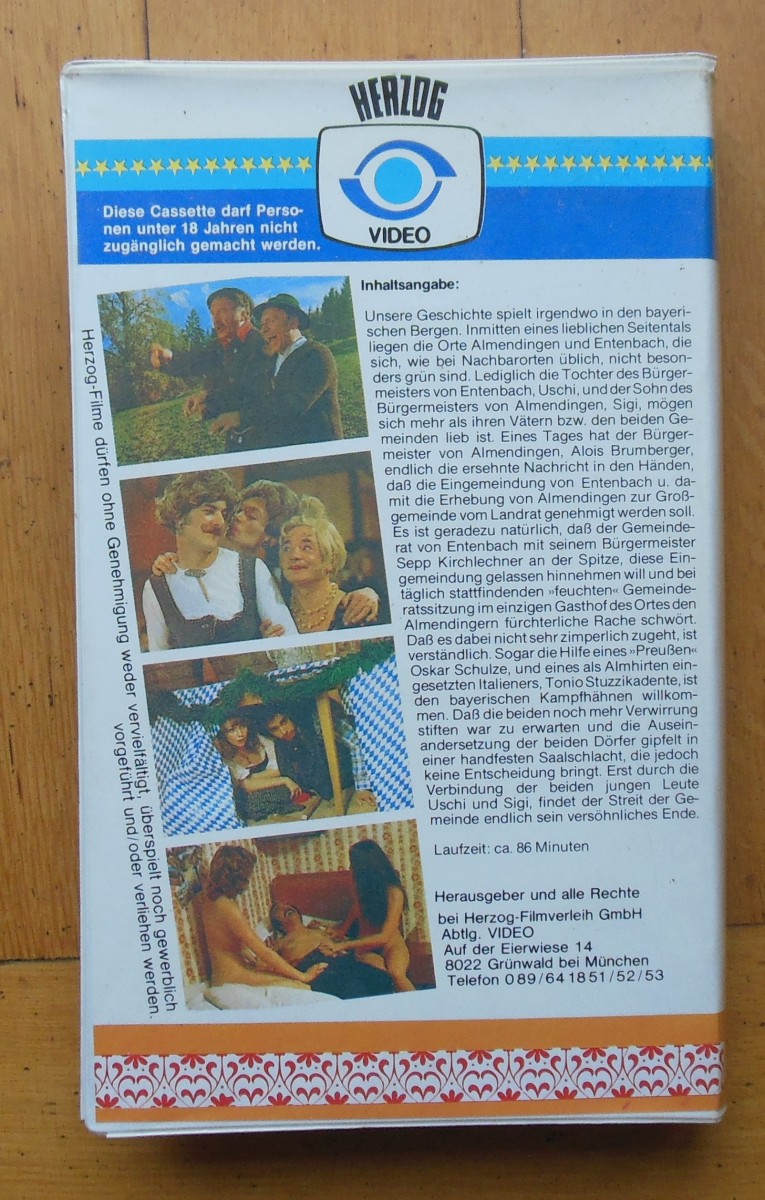 HERZOG
VIDEO
Diese Cassette darf Perso-
nen unter 18 Jahren nicht
zugänglich gemacht werden.
Inhaltsangabe:
Unsere Geschichte spielt irgendwo in den bayeri-
schen Bergen. Inmitten eines lieblichen Seitentals
liegen die Orte Almendingen und Entenbach, die
sich, wie bei Nachbarorten üblich, nicht beson-
ders grün sind. Lediglich die Tochter des Bürger-
meisters von Entenbach, Uschi, und der Sohn des
Bürgermeisters von Almendingen, Sigi, mögen
sich mehr als ihren Vätern bzw. den beiden Ge-
meinden lieb ist. Eines Tages hat der Bürger-
meister von Almendingen, Alois Brumberger,
endlich die ersehnte Nachricht in den Händen,
daß die Eingemeindung von Entenbach u. da-
mit die Erhebung von Almendingen zur Groß-
gemeinde vom Landrat genehmigt werden soll.
Es ist geradezu natürlich, daß der Gemeinde-
rat von Entenbach mit seinem Bürgermeister
Sepp Kirchlechner an der Spitze, diese Ein-
gemeindung gelassen hinnehmen will und bei
täglich stattfindenden »feuchten« Gemeinde-
ratssitzung im einzigen Gasthof des Ortes den
Almendingern fürchterliche Rache schwört.
Daß es dabei nicht sehr zimperlich zugeht, ist
verständlich. Sogar die Hilfe eines »Preußen«
Oskar Schulze, und eines als Almhirten ein-
gesetzten Italieners, Tonio Stuzzikadente, ist
den bayerischen Kampfhähnen willkom-
men. Daß die beiden noch mehr Verwirrung
stiften war zu erwarten und die Ausein-
andersetzung der beiden Dörfer gipfelt in
einer handfesten Saalschlacht, die jedoch
keine Entscheidung bringt. Erst durch die
Verbindung der beiden jungen Leute
Uschi und Sigi, findet der Streit der Ge-
meinde endlich sein versöhnliches Ende.
Laufzeit: ca. 86 Minuten
Herausgeber und alle Rechte
bei Herzog-Filmverleih GmbH
Abtlg. VIDEO
Auf der Eierwiese 14
8022 Grünwald bei München
Telefon 0 89/64 18 51/52/53
Herzog-Filme dürfen ohne Genehmigung weder vervielfältigt, überspielt noch gewerblich
vorgeführt und/oder verliehen werden.